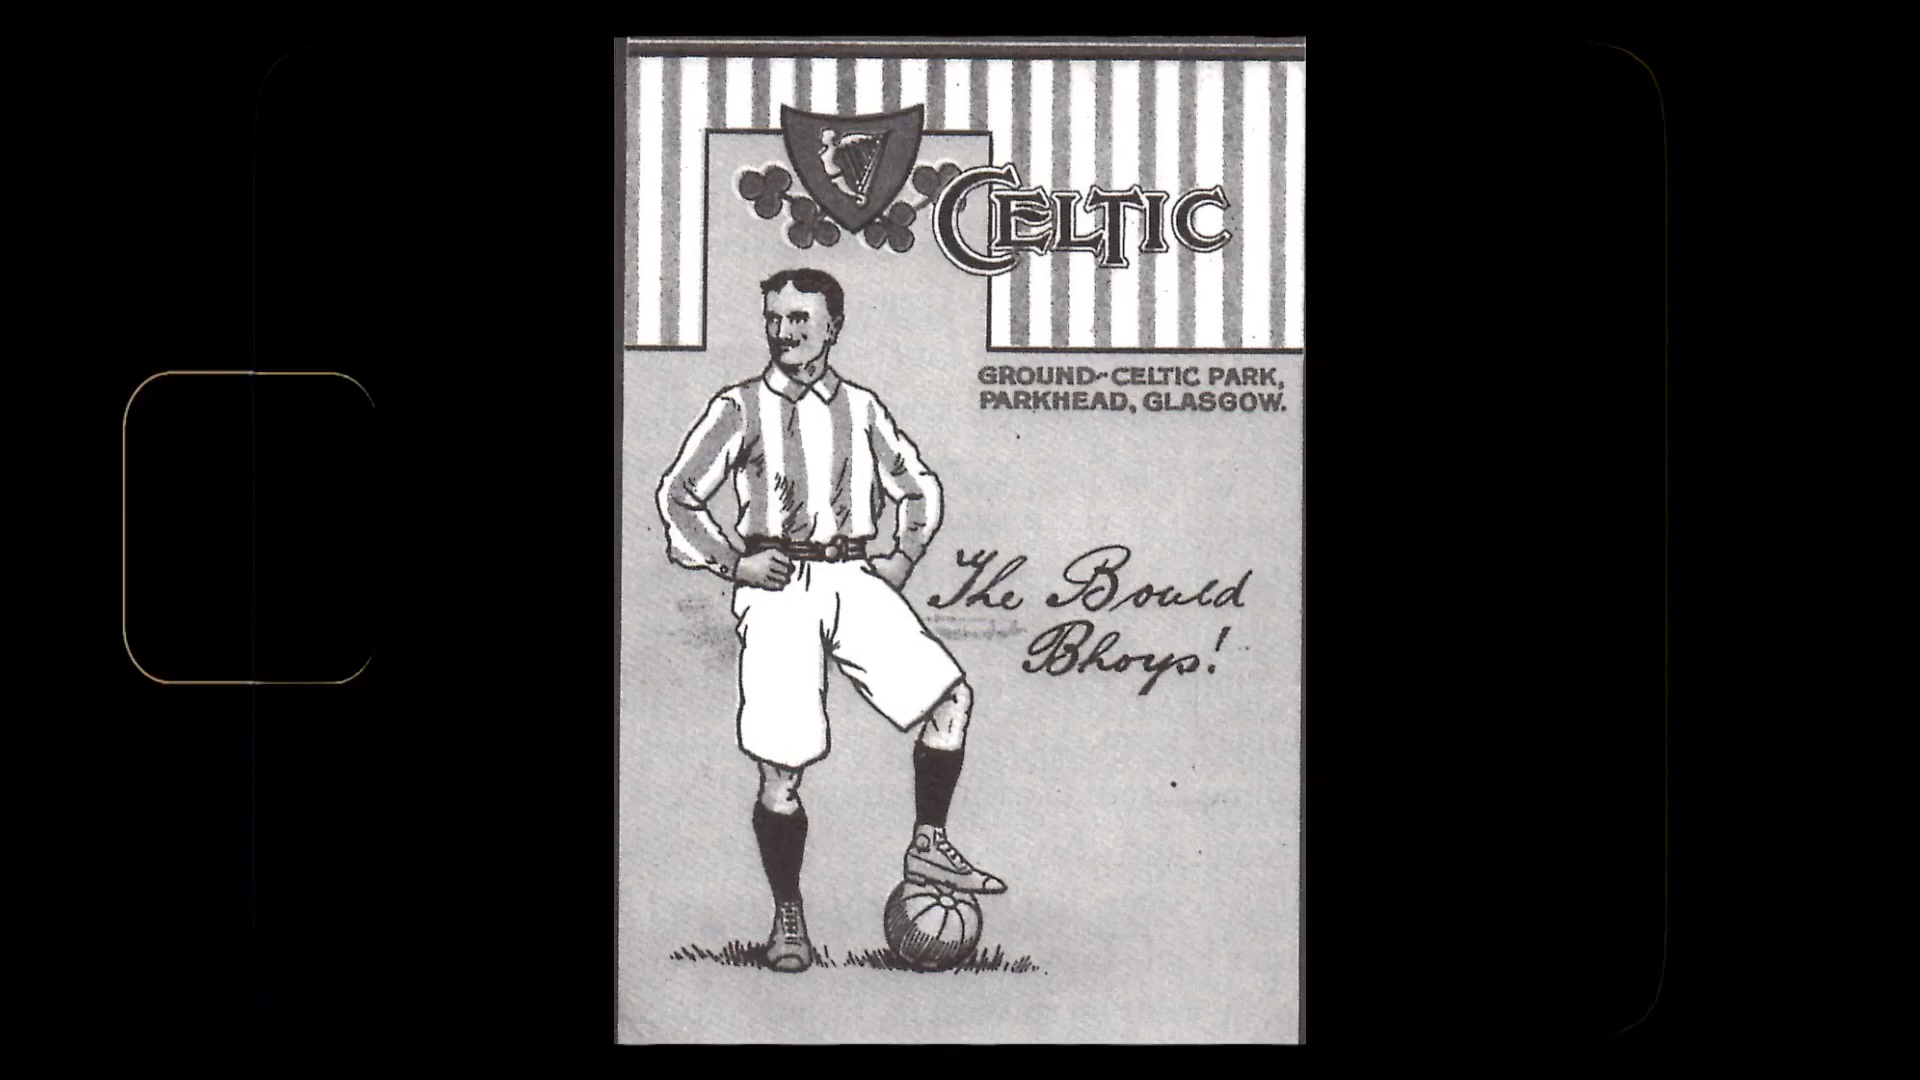 CELTIC
GROUND-CELTIC PARK,
PARKHEAD, GLASGOW.
The Bould
Bhoys!